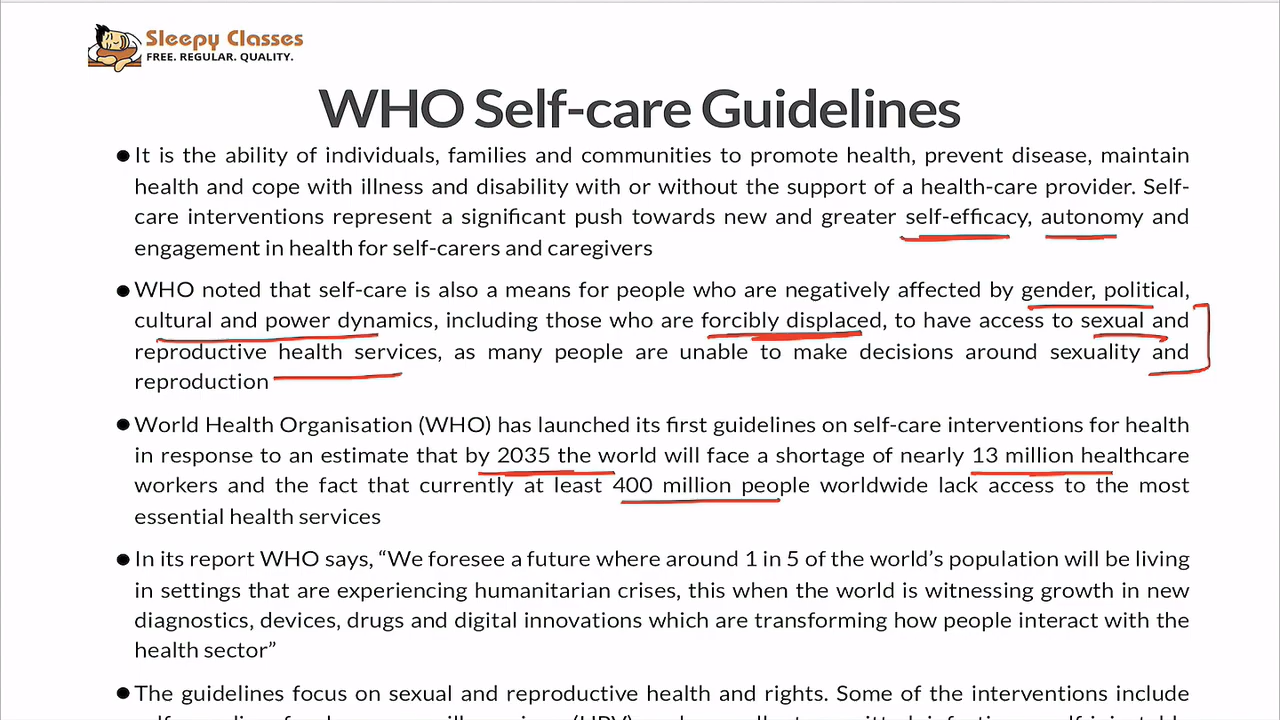 Sleepy Classes
FREE. REGULAR. QUALITY.
WHO Self-care Guidelines
● It is the ability of individuals, families and communities to promote health, prevent disease, maintain
health and cope with illness and disability with or without the support of a health-care provider. Self-
care interventions represent a significant push towards new and greater self-efficacy, autonomy and
engagement in health for self-carers and caregivers
● WHO noted that self-care is also a means for people who are negatively affected by gender, political,
cultural and power dynamics, including those who are forcibly displaced, to have access to sexual and
reproductive health services, as many people are unable to make decisions around sexuality and
reproduction
● World Health Organisation (WHO) has launched its first guidelines on self-care interventions for health
in response to an estimate that by 2035 the world will face a shortage of nearly 13 million healthcare
workers and the fact that currently at least 400 million people worldwide lack access to the most
essential health services
● In its report WHO says, “We foresee a future where around 1 in 5 of the world’s population will be living
in settings that are experiencing humanitarian crises, this when the world is witnessing growth in new
diagnostics, devices, drugs and digital innovations which are transforming how people interact with the
health sector”
● The guidelines focus on sexual and reproductive health and rights. Some of the interventions include